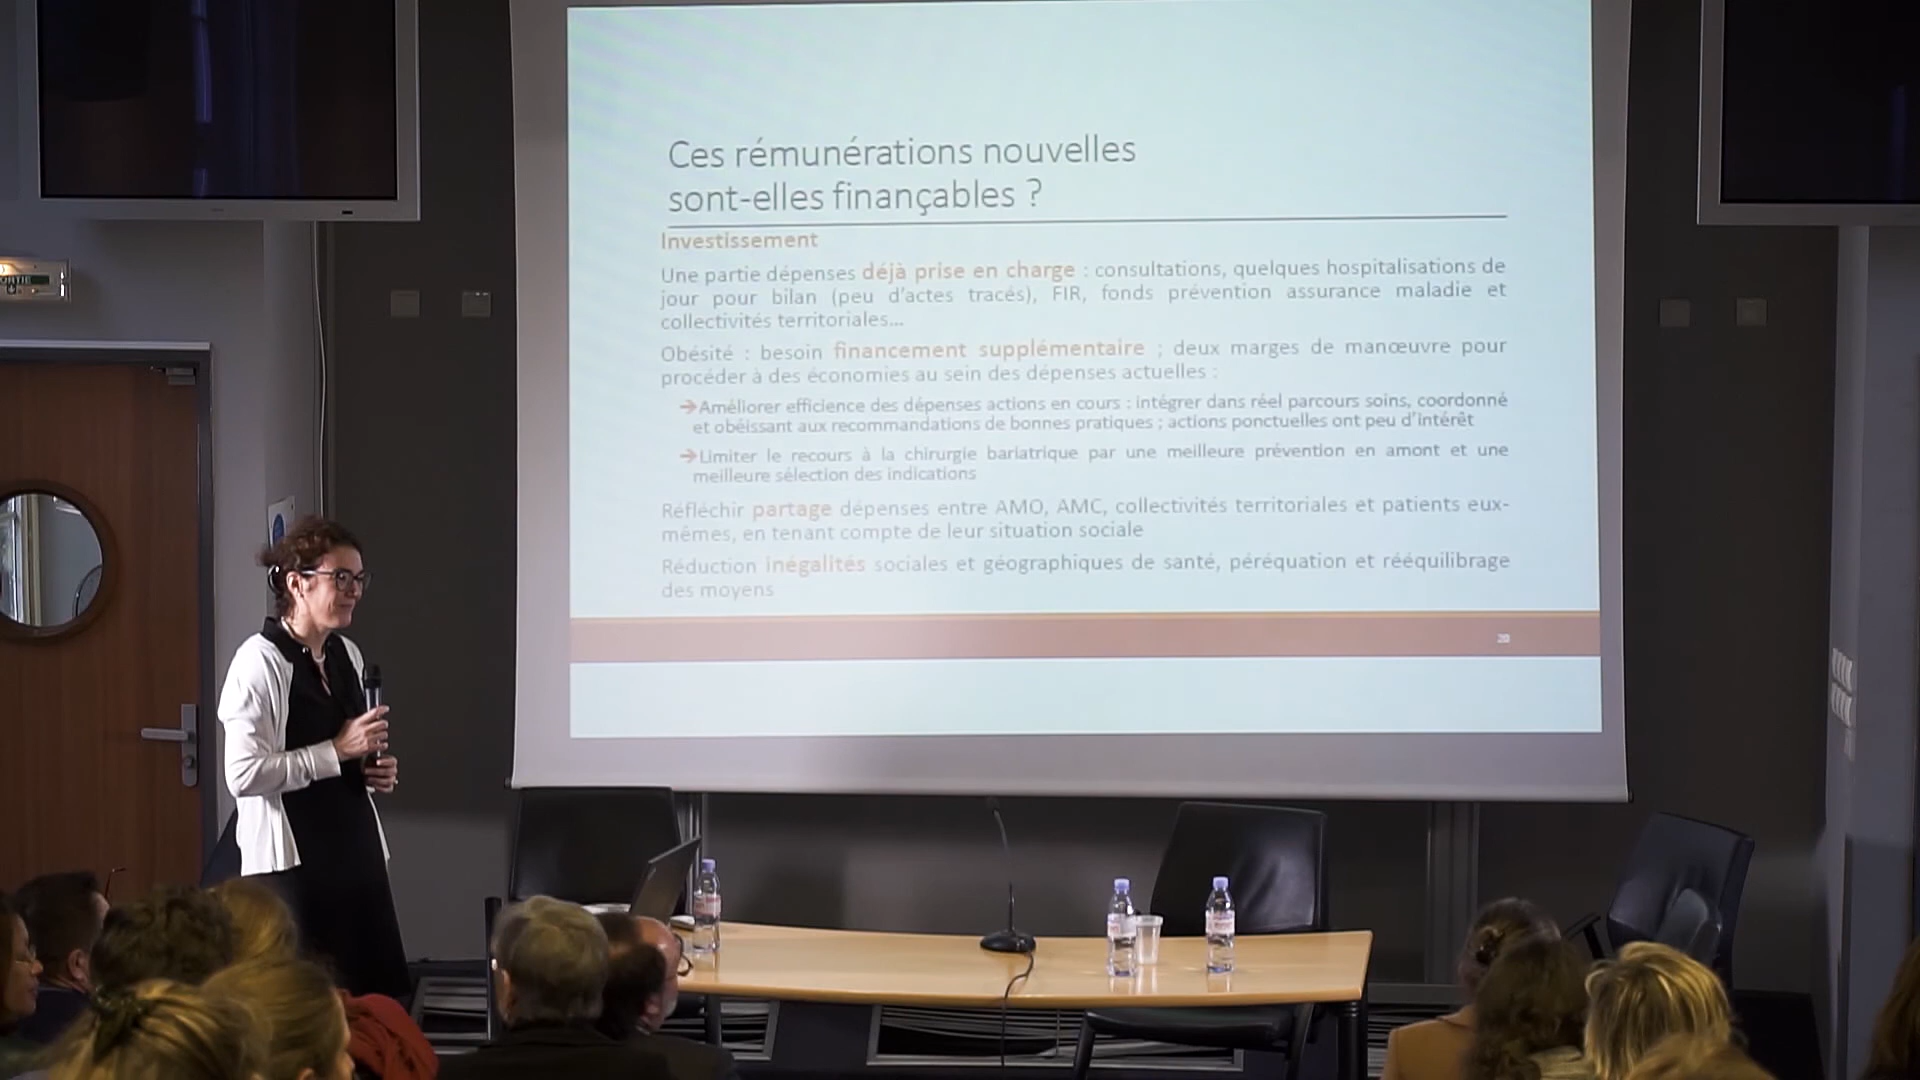 Ces rémunérations nouvelles
sont-elles finançables ?
Investissement
Une partie dépenses déjà prise en charge : consultations, quelques hospitalisations de
jour pour bilan (peu d'actes tracés), FIR, fonds prévention assurance maladie et
collectivités territoriales...
Obésité : besoin financement supplémentaire ; deux marges de manœuvre pour
procéder à des économies au sein des dépenses actuelles :
→Améliorer efficience des dépenses actions en cours : intégrer dans réel parcours soins, coordonné
et obéissant aux recommandations de bonnes pratiques ; actions ponctuelles ont peu d'intérêt
→Limiter le recours à la chirurgie bariatrique par une meilleure prévention en amont et une
meilleure sélection des indications
Réfléchir partage dépenses entre AMO, AMC, collectivités territoriales et patients eux-
mêmes, en tenant compte de leur situation sociale
Réduction inégalités sociales et géographiques de santé, péréquation et rééquilibrage
des moyens
20